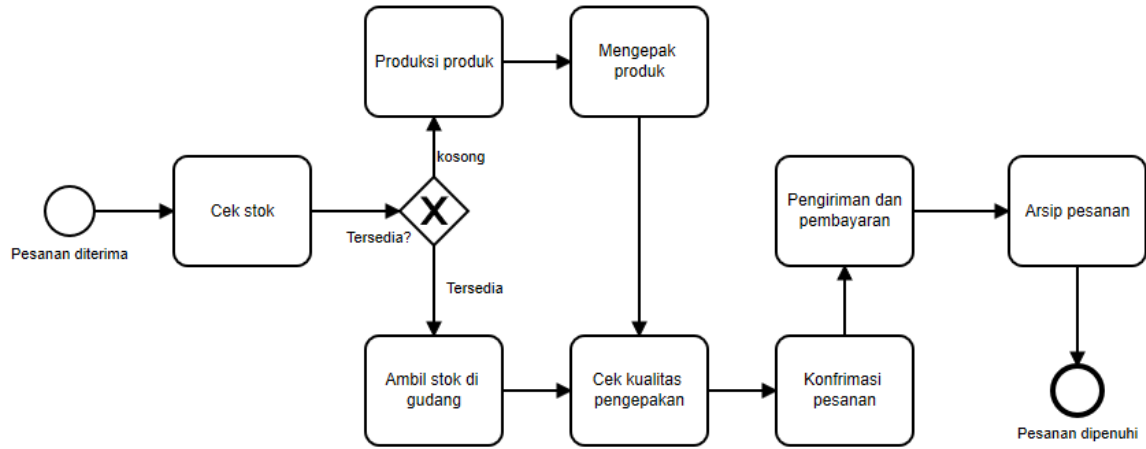 Produksi produk
Mengepak
produk
kosong
Pesanan diterima
Cek stok
Tersedia?
Tersedia
Ambil stok di
gudang
Cek kualitas
pengepakan
Konfrimasi
pesanan
Pengiriman dan
pembayaran
Arsip pesanan
Pesanan dipenuhi